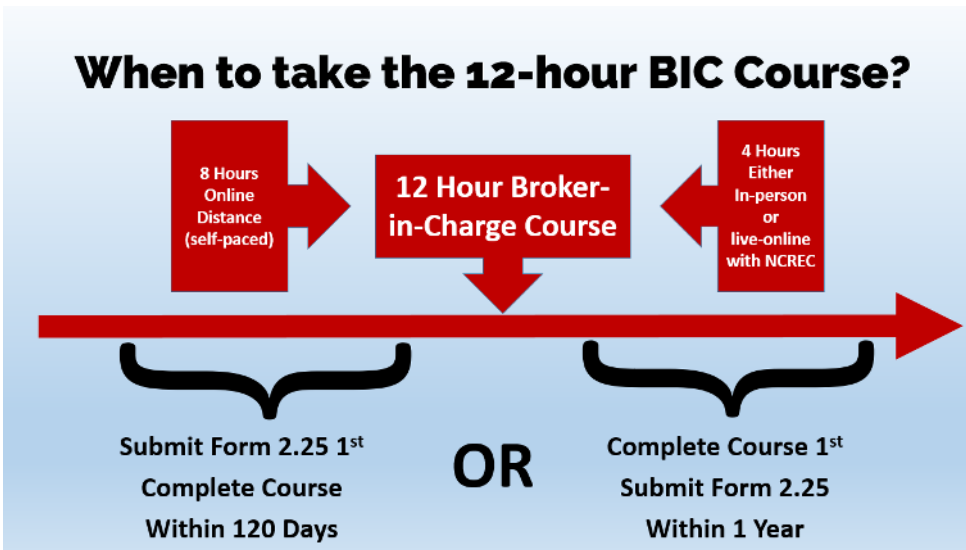 When to take the 12-hour BIC Course?
8 Hours
Online
Distance
(self-paced)
12 Hour Broker-
in-Charge Course
4 Hours
Either
In-person
or
live-online
with NCREC
Submit Form 2.25 1st
Complete Course
Within 120 Days
OR
Complete Course 1st
Submit Form 2.25
Within 1 Year